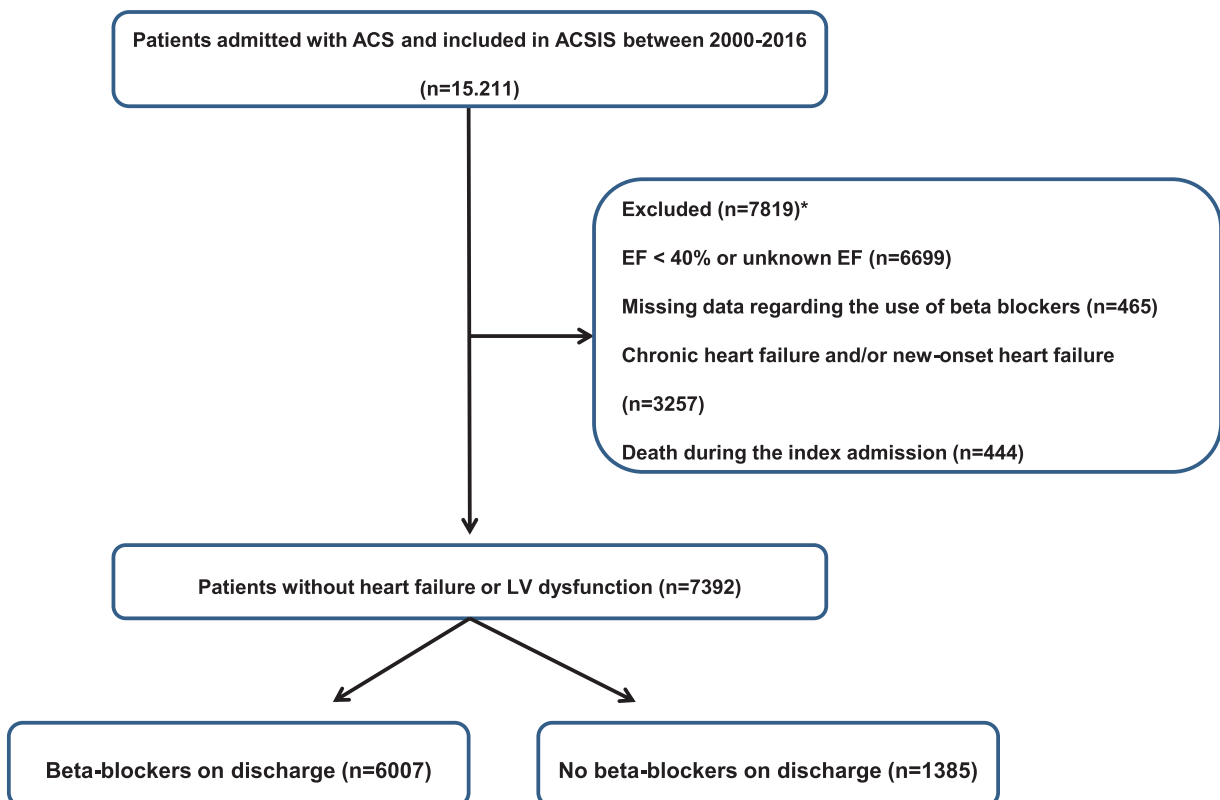 Patients admitted with ACS and included in ACSIS between 2000-2016
(n=15.211)
Excluded (n=7819)*
EF < 40% or unknown EF (n=6699)
Missing data regarding the use of beta blockers (n=465)
Chronic heart failure and/or new-onset heart failure
(n=3257)
Death during the index admission (n=444)
Patients without heart failure or LV dysfunction (n=7392)
Beta-blockers on discharge (n=6007)
No beta-blockers on discharge (n=1385)